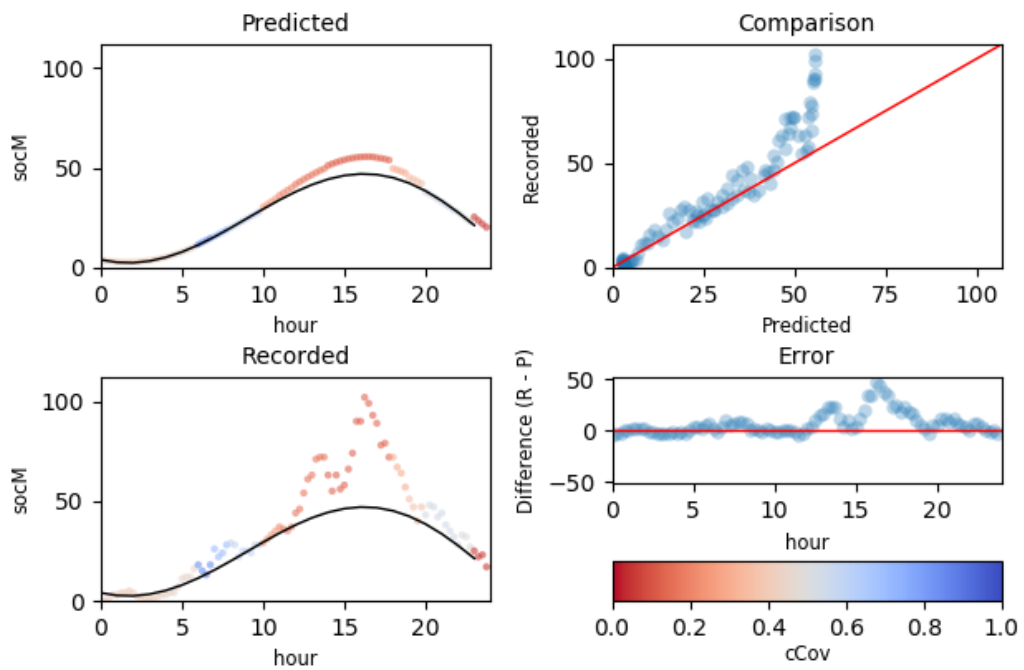 Predicted
socM
100
50
0
0 5 10 15 20
hour
Comparison
Recorded
100
50
0
0 25 50 75 100
Predicted
Recorded
socM
100
50
0
0 5 10 15 20
hour
Error
Difference (R - P)
50
0
−50
0 5 10 15 20
hour
0.0 0.2 0.4 0.6 0.8 1.0
cCov